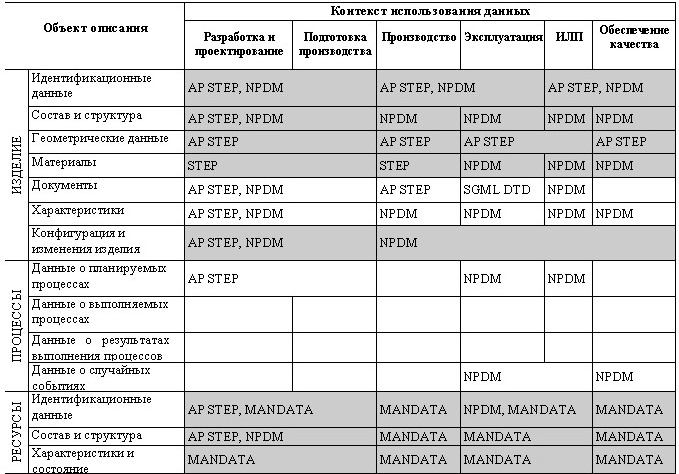 Объект описания
Контекст использования данных
Разработка и проектирование
Подготовка производства
Производство
Эксплуатация
ИЛП
Обеспечение качества
ИЗДЕЛИЕ
Идентификационные данные
AP STEP, NPDM
AP STEP, NPDM
AP STEP, NPDM
Состав и структура
AP STEP, NPDM
NPDM
NPDM
NPDM
NPDM
Геометрические данные
AP STEP
AP STEP
AP STEP
AP STEP
Материалы
STEP
STEP
NPDM
NPDM
NPDM
Документы
AP STEP, NPDM
AP STEP
SGML DTD
NPDM
Характеристики
AP STEP, NPDM
NPDM
NPDM
NPDM
NPDM
Конфигурация и изменения изделия
AP STEP, NPDM
NPDM
ПРОЦЕССЫ
Данные о планируемых процессах
AP STEP
NPDM
NPDM
Данные о выполняемых процессах
Данные о результатах выполнения процессов
Данные о случайных событиях
NPDM
NPDM
РЕСУРСЫ
Идентификационные данные
AP STEP, MANDATA
MANDATA
NPDM, MANDATA
MANDATA
Состав и структура
AP STEP, NPDM
MANDATA
MANDATA
MANDATA
Характеристики и состояние
MANDATA
MANDATA
MANDATA
MANDATA